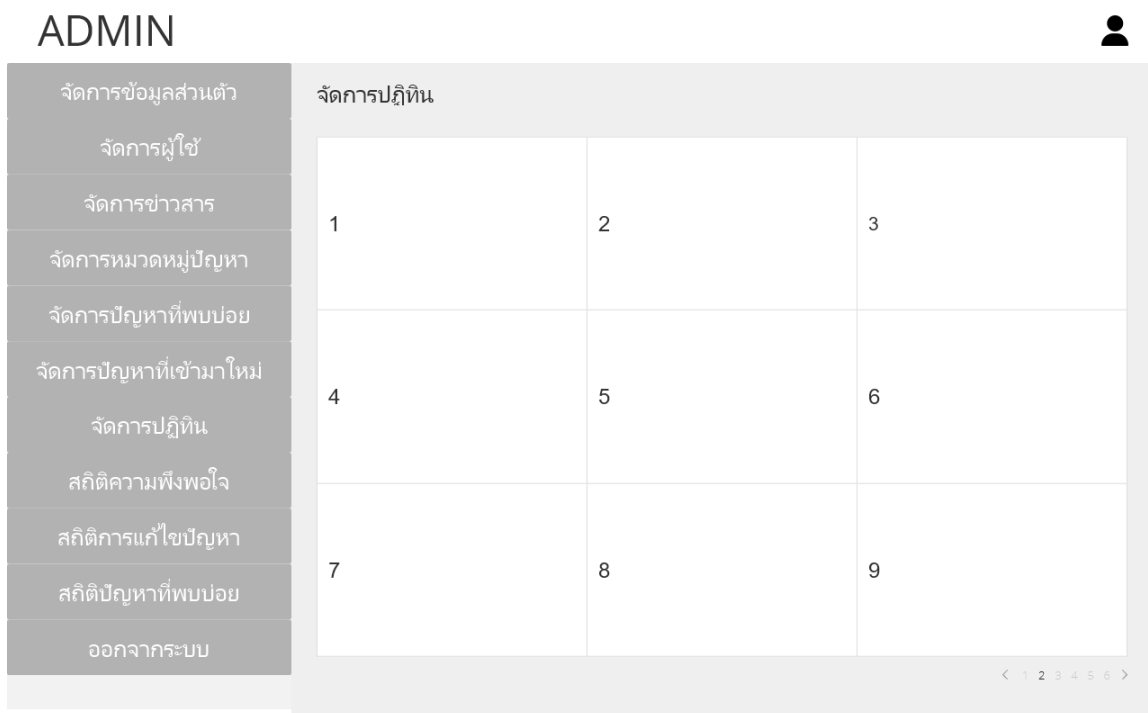 ADMIN
จัดการข้อมูลส่วนตัว
จัดการผู้ใช้
จัดการข่าวสาร
จัดการหมวดหมู่ปัญหา
จัดการปัญหาที่พบบ่อย
จัดการปัญหาที่เข้ามาใหม่
จัดการปฎิทิน
สถิติความพึงพอใจ
สถิติการแก้ไขปัญหา
สถิติปัญหาที่พบบ่อย
ออกจากระบบ
จัดการปฎิทิน
1 2 3
4 5 6
7 8 9
< 1 2 3 4 5 6 >